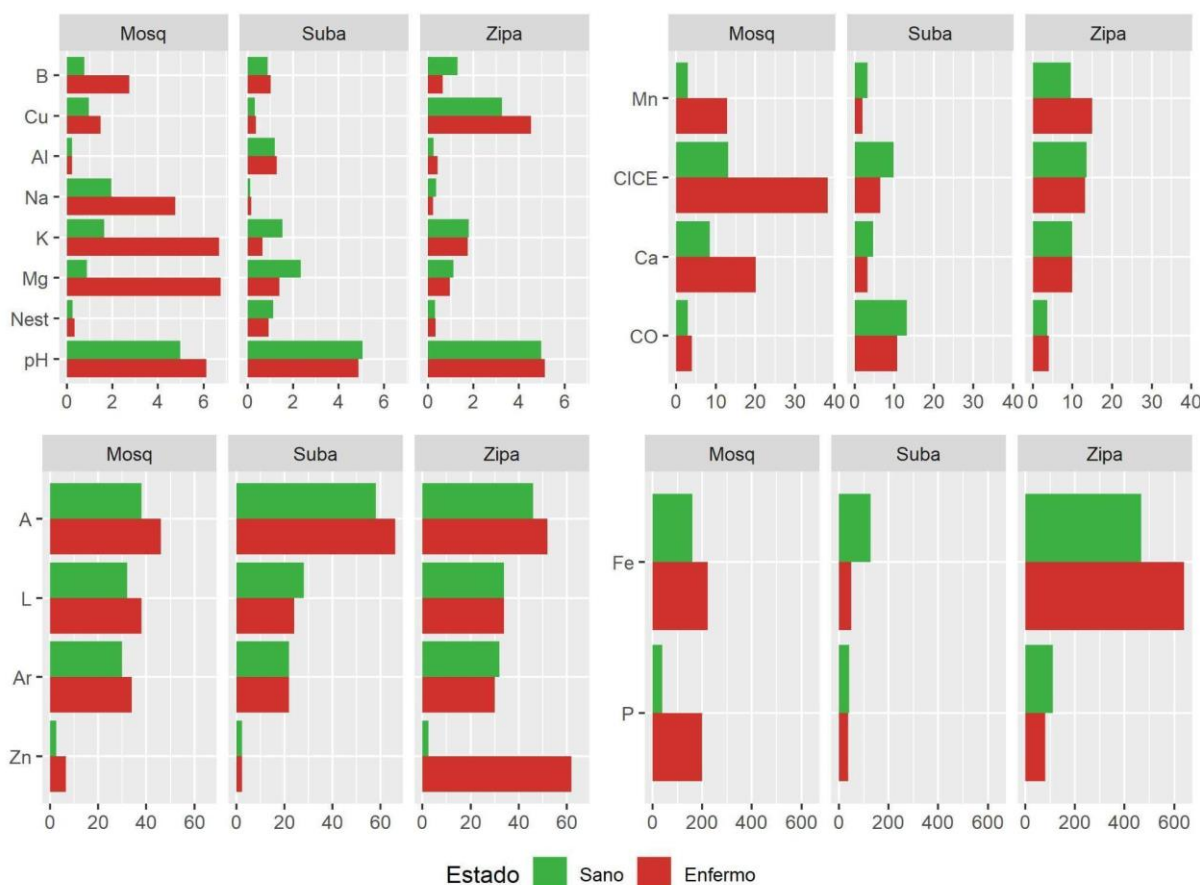 Mosq Suba Zipa
B
Cu
Al
Na
K
Mg
Nest
pH
0 2 4 6 0 2 4 6 0 2 4 6
Mosq Suba Zipa
Mn
CICE
Ca
CO
0 10 20 30 40 0 10 20 30 40 0 10 20 30 40
Mosq Suba Zipa
A
L
Ar
Zn
0 20 40 60 0 20 40 60 0 20 40 60
Mosq Suba Zipa
Fe
P
0 200 400 600 0 200 400 600 0 200 400 600
Estado Sano Enfermo